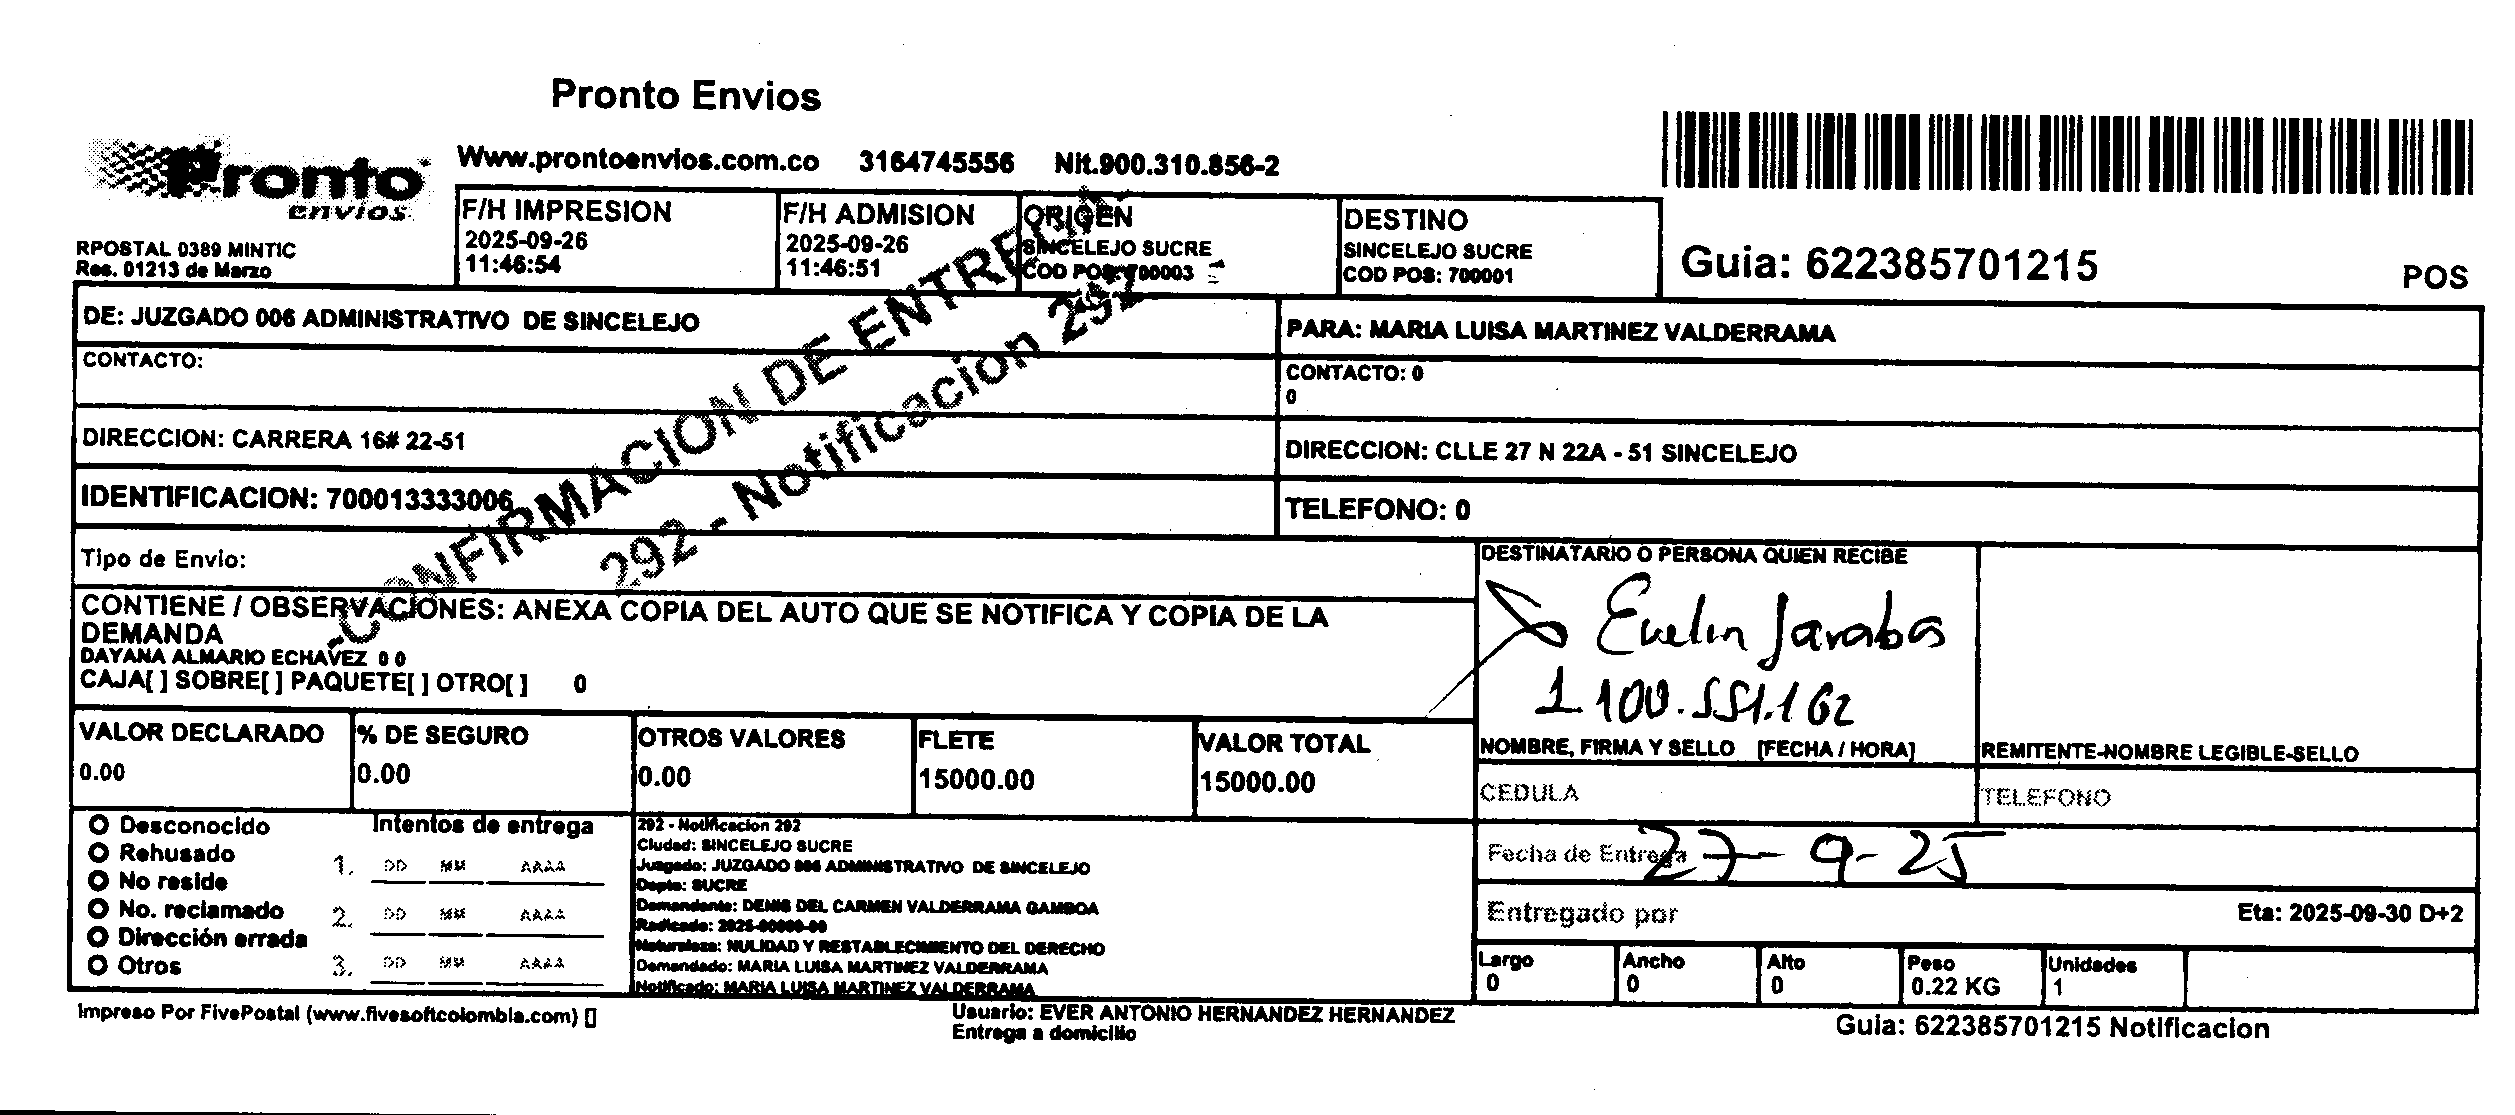 Pronto Envios
Pronto envios
Www.prontoenvios.com.co 3164745556 Nit.900.310.856-2
RPOSTAL 0389 MINTIC
Res. 01213 de Marzo
F/H IMPRESION
2025-09-26
11:46:54
F/H ADMISION
2025-09-26
11:46:51
ORIGEN
SINCELEJO SUCRE
COD POS: 700003
DESTINO
SINCELEJO SUCRE
COD POS: 700001
Guia: 622385701215
POS
DE: JUZGADO 006 ADMINISTRATIVO DE SINCELEJO
PARA: MARIA LUISA MARTINEZ VALDERRAMA
CONTACTO:
CONTACTO: 0
0
DIRECCION: CARRERA 16# 22-51
DIRECCION: CLLE 27 N 22A - 51 SINCELEJO
IDENTIFICACION: 700013333006
TELEFONO: 0
-CONFIRMACION DE ENTREGA-
292 - Notificacion 292
Tipo de Envio:
CONTIENE / OBSERVACIONES: ANEXA COPIA DEL AUTO QUE SE NOTIFICA Y COPIA DE LA
DEMANDA
DAYANA ALMARIO ECHAVEZ 0 0
CAJA[ ] SOBRE[ ] PAQUETE[ ] OTRO[ ] 0
DESTINATARIO O PERSONA QUIEN RECIBE
Evelin Jaraba
1.100.551.162
NOMBRE, FIRMA Y SELLO [FECHA / HORA]
REMITENTE-NOMBRE LEGIBLE-SELLO
VALOR DECLARADO
0.00
% DE SEGURO
0.00
OTROS VALORES
0.00
FLETE
15000.00
VALOR TOTAL
15000.00
CEDULA
TELEFONO
Desconocido
Rehusado
No reside
No. reclamado
Dirección errada
Otros
Intentos de entrega
1. DD MM AAAA
2. DD MM AAAA
3. DD MM AAAA
292 - Notificacion 292
Ciudad: SINCELEJO SUCRE
Juzgado: JUZGADO 006 ADMINISTRATIVO DE SINCELEJO
Depto: SUCRE
Demandante: DENIS DEL CARMEN VALDERRAMA GAMBOA
Radicado: 2025-00000-00
Naturaleza: NULIDAD Y RESTABLECIMIENTO DEL DERECHO
Demandado: MARIA LUISA MARTINEZ VALDERRAMA
Notificado: MARIA LUISA MARTINEZ VALDERRAMA
Fecha de Entrega 27-9-25
Entregado por
Eta: 2025-09-30 D+2
Largo
0
Ancho
0
Alto
0
Peso
0.22 KG
Unidades
1
Impreso Por FivePostal (www.fivesoftcolombia.com) []
Usuario: EVER ANTONIO HERNANDEZ HERNANDEZ
Entrega a domicilio
Guia: 622385701215 Notificacion